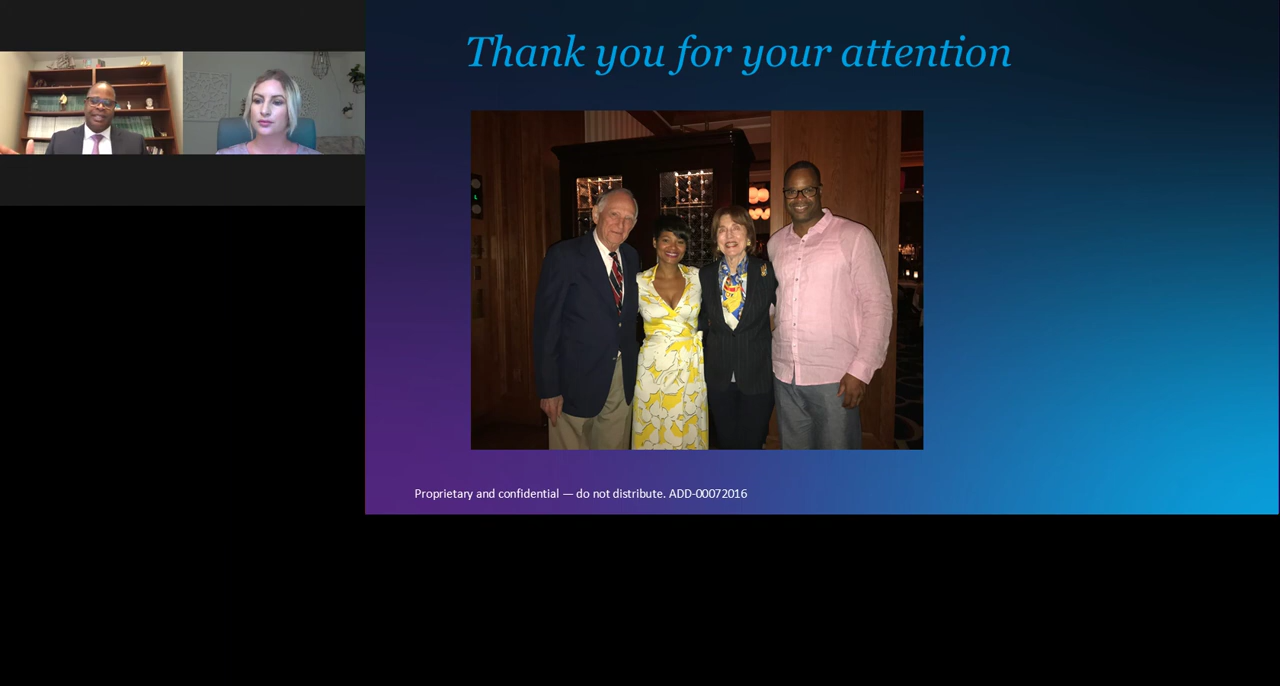 Thank you for your attention
Proprietary and confidential — do not distribute. ADD-00072016